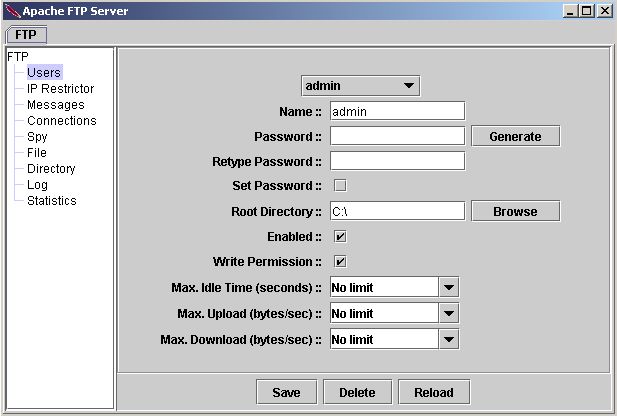 Apache FTP Server
FTP
FTP
Users
IP Restrictor
Messages
Connections
Spy
File
Directory
Log
Statistics
admin
Name :: admin
Password :: Generate
Retype Password ::
Set Password ::
Root Directory :: C:\ Browse
Enabled ::
Write Permission ::
Max. Idle Time (seconds) :: No limit
Max. Upload (bytes/sec) :: No limit
Max. Download (bytes/sec) :: No limit
Save Delete Reload